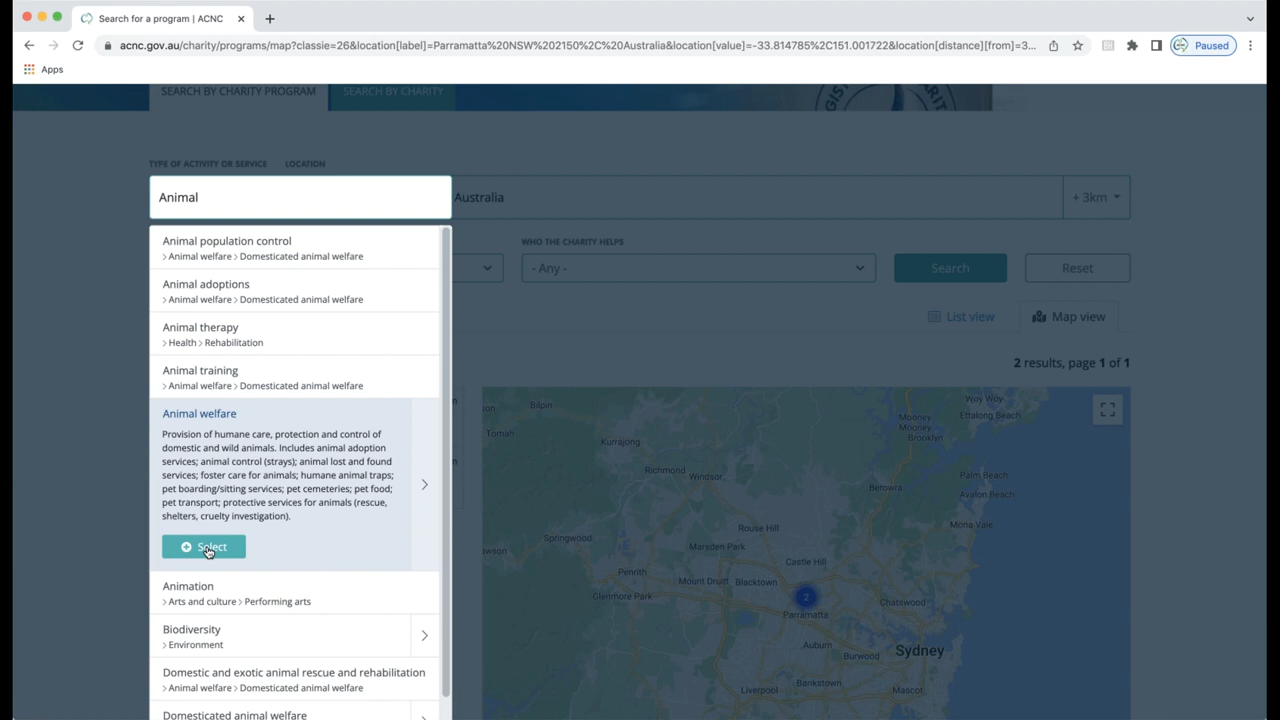 Search for a program | ACNC
acnc.gov.au/charity/programs/map?classie=26&location[label]=Parramatta%20NSW%202150%2C%20Australia&location[value]=-33.814785%2C151.001722&location[distance][from]=3...
Paused
Apps
SEARCH BY CHARITY PROGRAM
SEARCH BY CHARITY
TYPE OF ACTIVITY OR SERVICE
LOCATION
Animal
Australia
+ 3km
WHO THE CHARITY HELPS
- Any -
Search
Reset
List view
Map view
2 results, page 1 of 1
Animal population control
> Animal welfare > Domesticated animal welfare
Animal adoptions
> Animal welfare > Domesticated animal welfare
Animal therapy
> Health > Rehabilitation
Animal training
> Animal welfare > Domesticated animal welfare
Animal welfare
Provision of humane care, protection and control of
domestic and wild animals. Includes animal adoption
services; animal control (strays); animal lost and found
services; foster care for animals; humane animal traps;
pet boarding/sitting services; pet cemeteries; pet food;
pet transport; protective services for animals (rescue,
shelters, cruelty investigation).
Select
Animation
> Arts and culture > Performing arts
Biodiversity
> Environment
Domestic and exotic animal rescue and rehabilitation
> Animal welfare > Domesticated animal welfare
Domesticated animal welfare
Bilpin
Tomah
Kurrajong
Richmond
Windsor
Springwood
Penrith
Glenmore Park
Mount Druitt
Marsden Park
Rouse Hill
Blacktown
Castle Hill
2
Parramatta
Auburn
Burwood
Bankstown
Liverpool
Sydney
Mascot
Chatswood
Mona Vale
Avalon Beach
Palm Beach
Ettalong Beach
Woy Woy
Mooney
Mooney
Brooklyn
Berowra